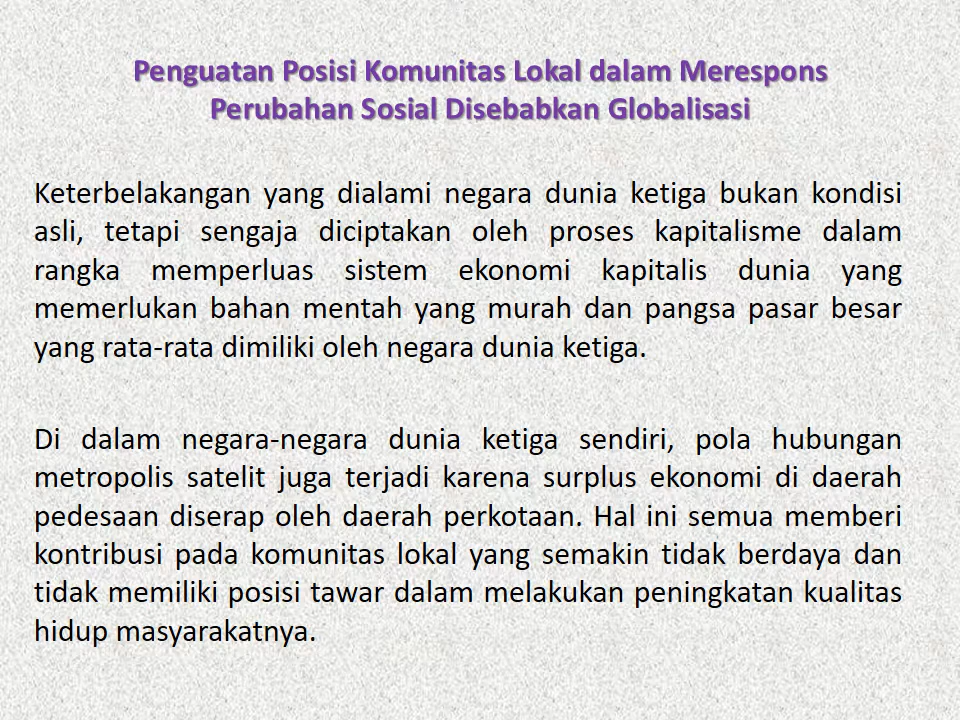 Penguatan Posisi Komunitas Lokal dalam Merespons
Perubahan Sosial Disebabkan Globalisasi
Keterbelakangan yang dialami negara dunia ketiga bukan kondisi
asli, tetapi sengaja diciptakan oleh proses kapitalisme dalam
rangka memperluas sistem ekonomi kapitalis dunia yang
memerlukan bahan mentah yang murah dan pangsa pasar besar
yang rata-rata dimiliki oleh negara dunia ketiga.
Di dalam negara-negara dunia ketiga sendiri, pola hubungan
metropolis satelit juga terjadi karena surplus ekonomi di daerah
pedesaan diserap oleh daerah perkotaan. Hal ini semua memberi
kontribusi pada komunitas lokal yang semakin tidak berdaya dan
tidak memiliki posisi tawar dalam melakukan peningkatan kualitas
hidup masyarakatnya.